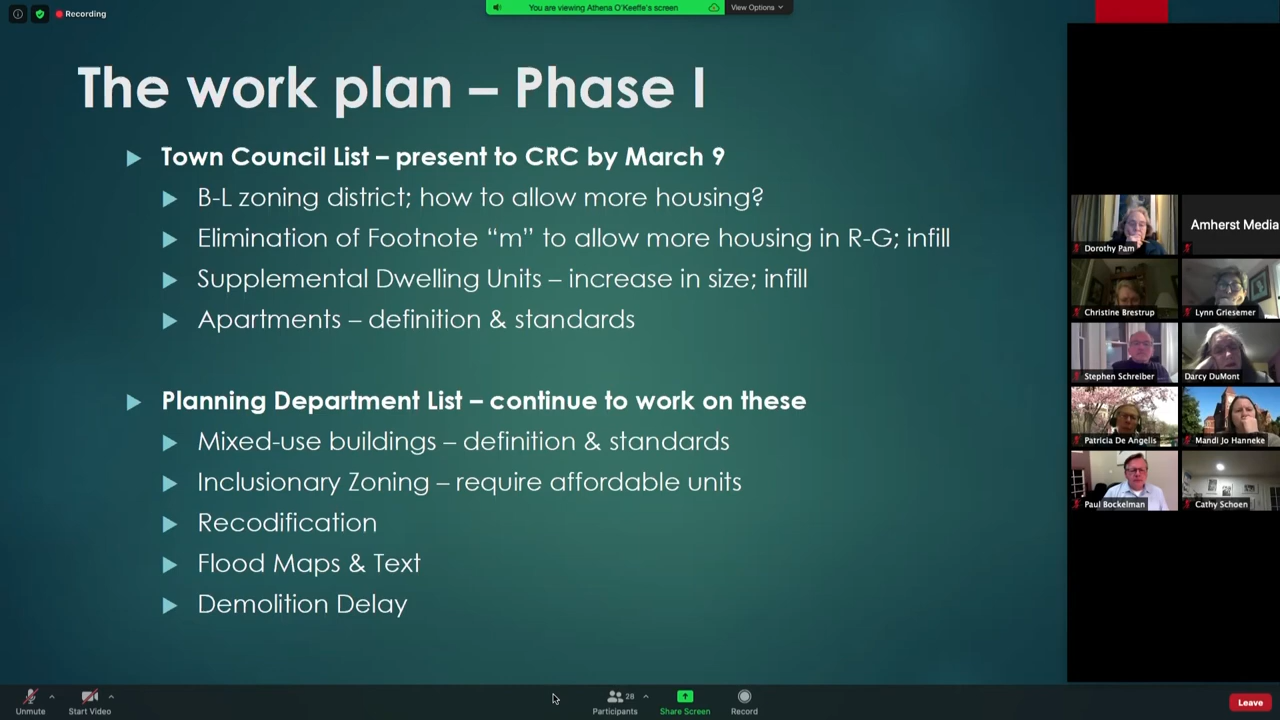 Recording
You are viewing Athena O'Keeffe's screen
View Options
The work plan – Phase I
Town Council List – present to CRC by March 9
B-L zoning district; how to allow more housing?
Elimination of Footnote “m” to allow more housing in R-G; infill
Supplemental Dwelling Units – increase in size; infill
Apartments – definition & standards
Planning Department List – continue to work on these
Mixed-use buildings – definition & standards
Inclusionary Zoning – require affordable units
Recodification
Flood Maps & Text
Demolition Delay
Amherst Media
Dorothy Pam
Christine Brestrup
Lynn Griesemer
Stephen Schreiber
Darcy DuMont
Patricia De Angelis
Mandi Jo Hanneke
Paul Bockelman
Cathy Schoen
Unmute
Start Video
28
Participants
Share Screen
Record
Leave